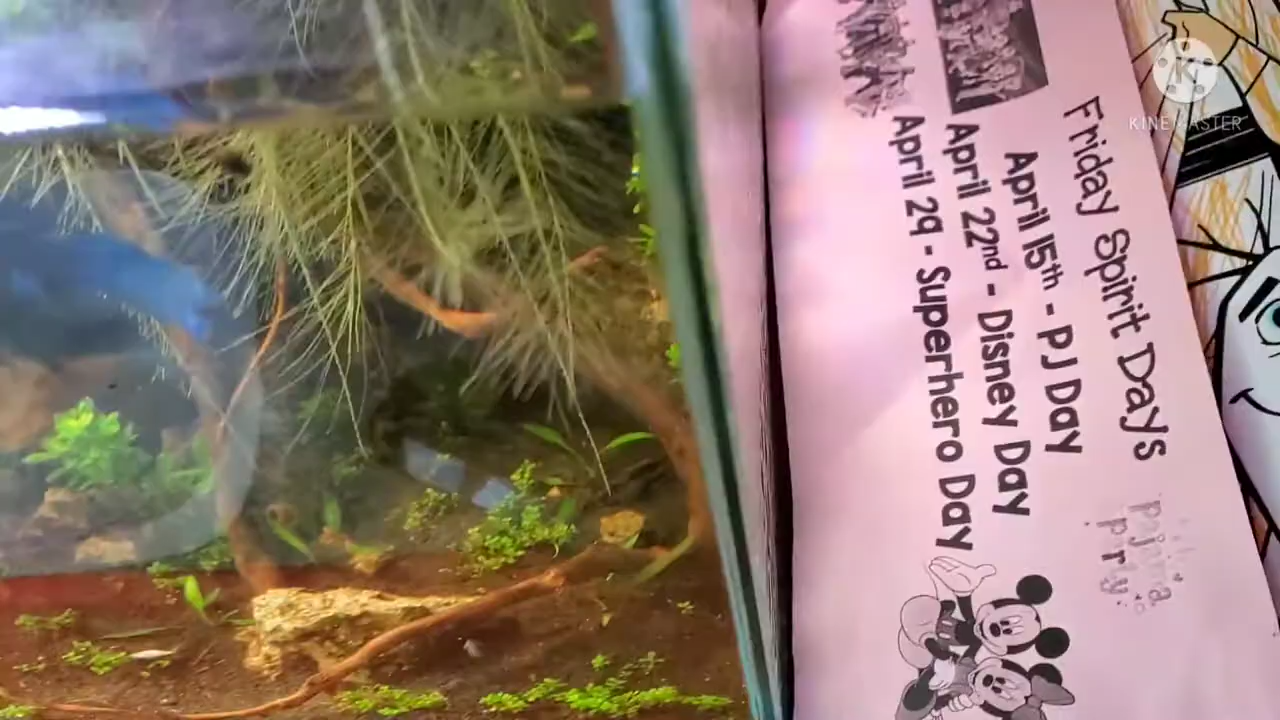 Friday Spirit Days
April 15th - PJ Day
April 22nd - Disney Day
April 29 - Superhero Day
KINEMASTER